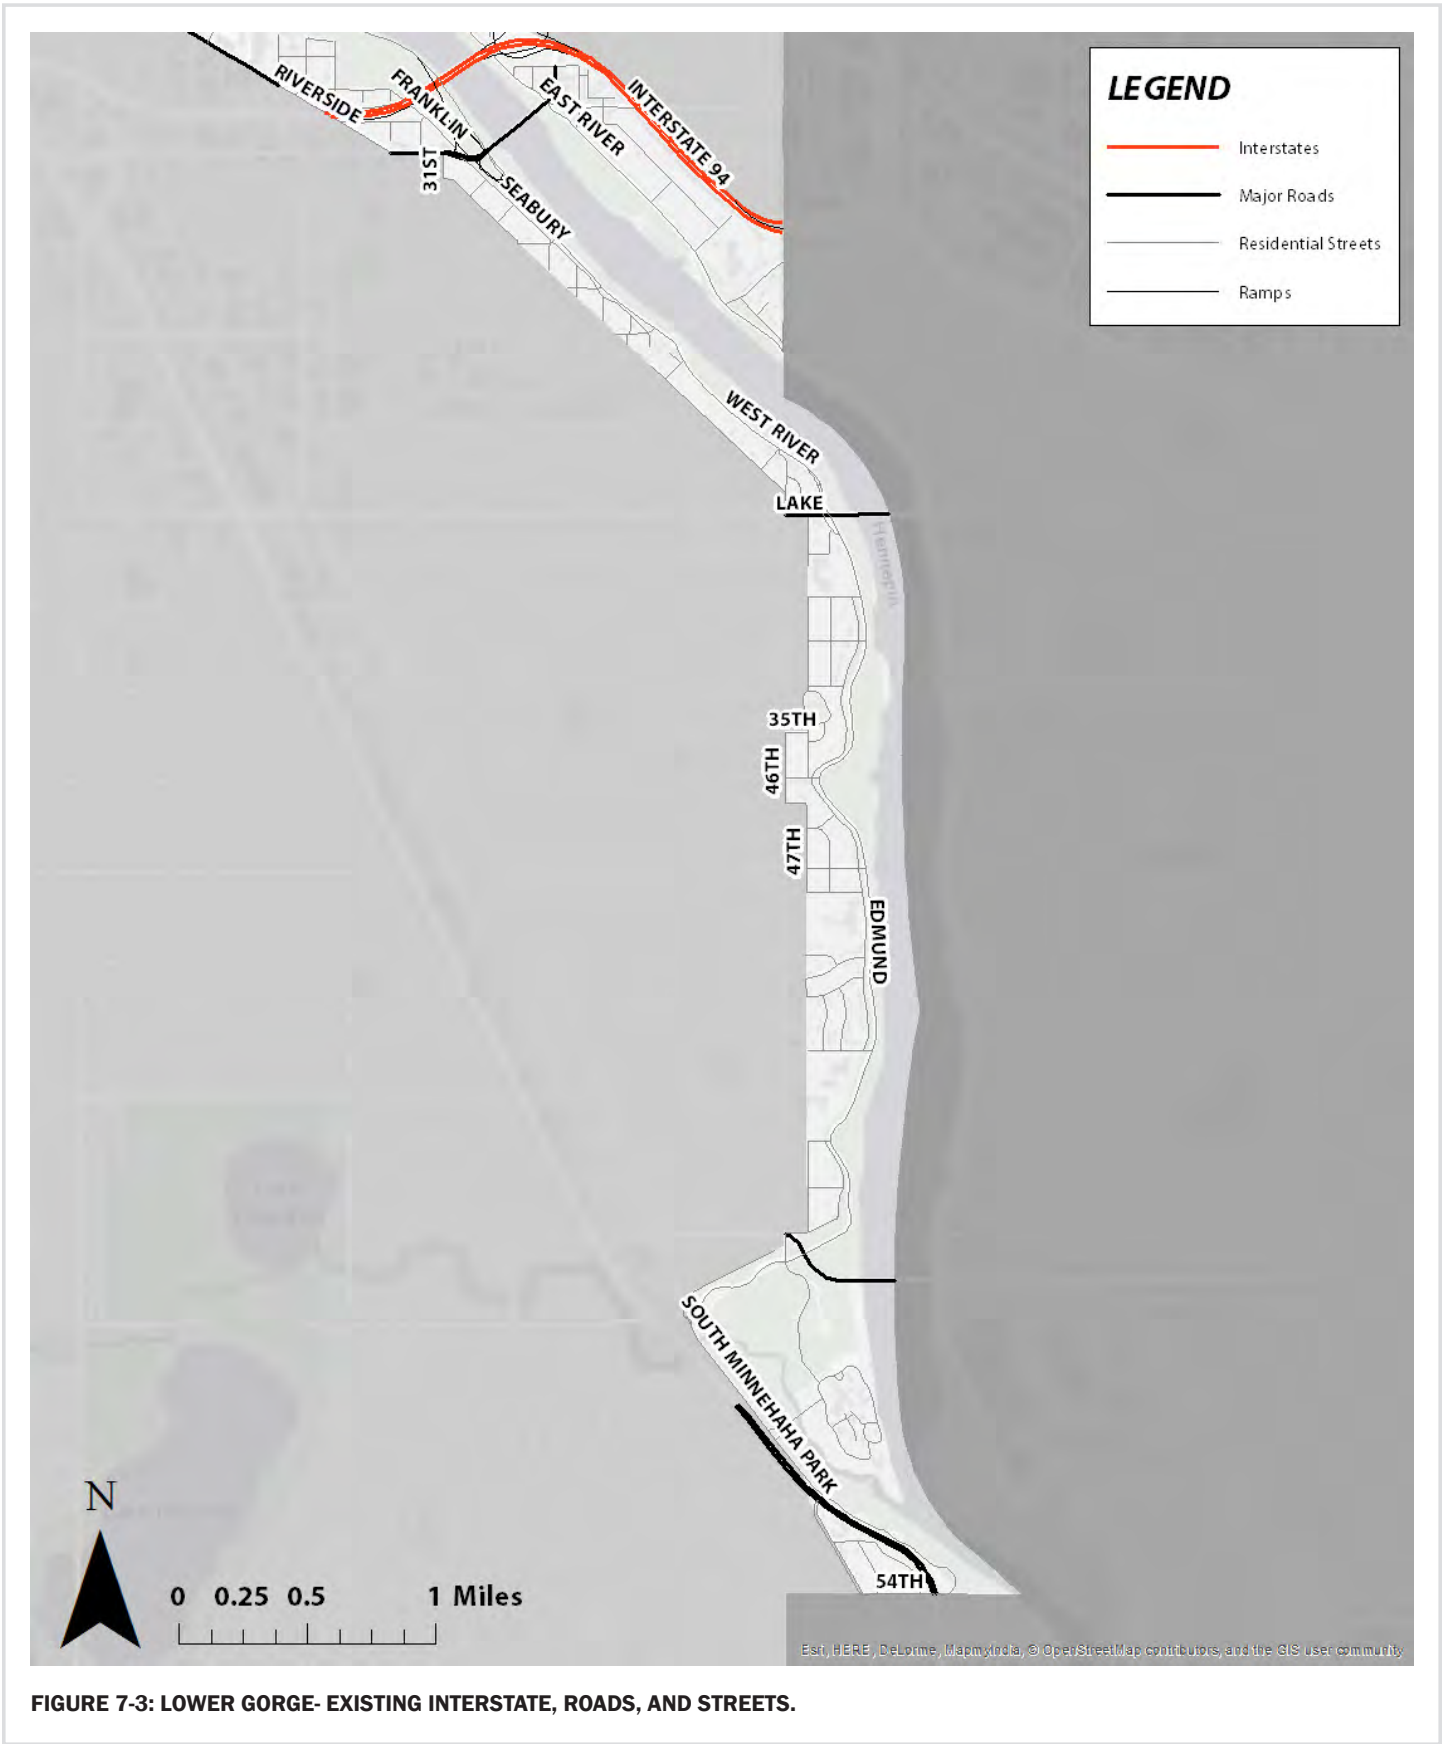 LEGEND
Interstates
Major Roads
Residential Streets
Ramps
RIVERSIDE
FRANKLIN
EAST RIVER
INTERSTATE 94
31ST
SEABURY
WEST RIVER
LAKE
Hennepin
35TH
46TH
47TH
EDMUND
SOUTH MINNEHAHA PARK
54TH
N
0 0.25 0.5 1 Miles
Esri, HERE, DeLorme, MapmyIndia, © OpenStreetMap contributors, and the GIS user community
FIGURE 7-3: LOWER GORGE- EXISTING INTERSTATE, ROADS, AND STREETS.